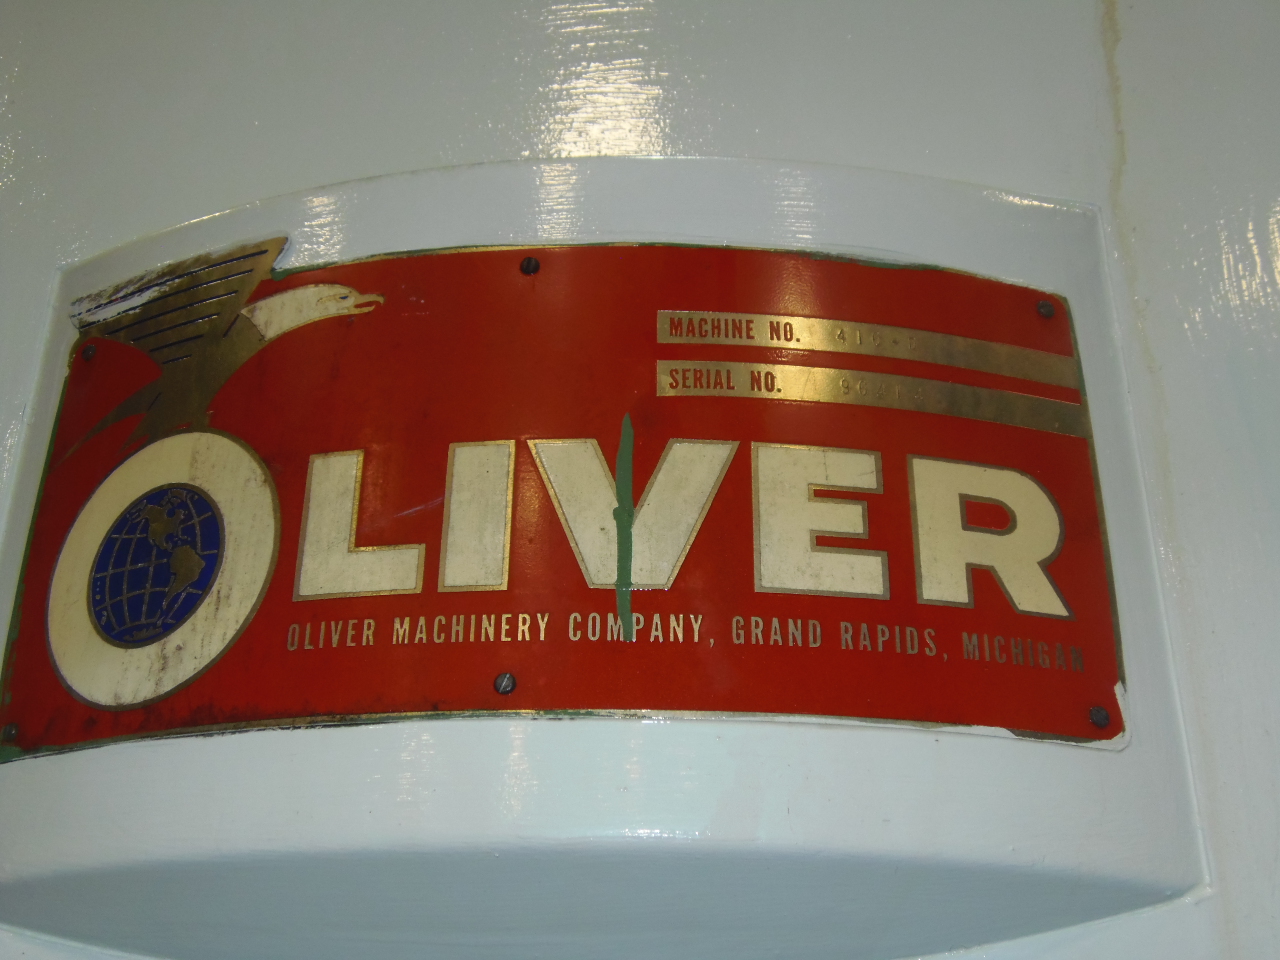 MACHINE NO.
SERIAL NO.
OLIVER
OLIVER MACHINERY COMPANY, GRAND RAPIDS, MICHIGAN